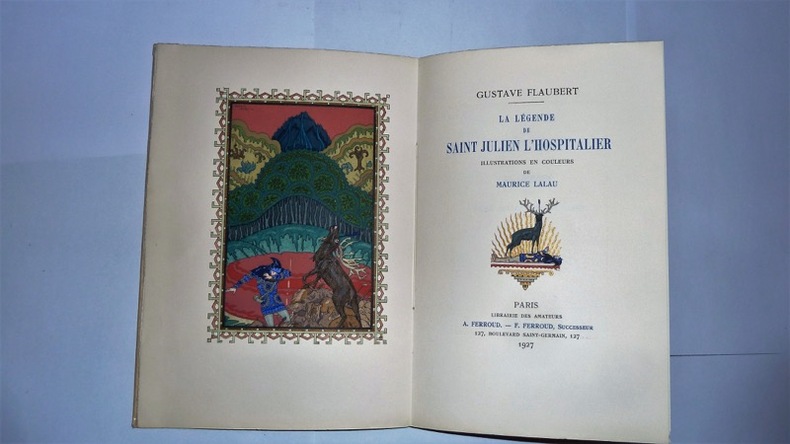 GUSTAVE FLAUBERT
LA LÉGENDE
DE
SAINT JULIEN L'HOSPITALIER
ILLUSTRATIONS EN COULEURS
DE
MAURICE LALAU
PARIS
LIBRAIRIE DES AMATEURS
A. FERROUD. — F. FERROUD, SUCCESSEUR
127, BOULEVARD SAINT-GERMAIN, 127
1927